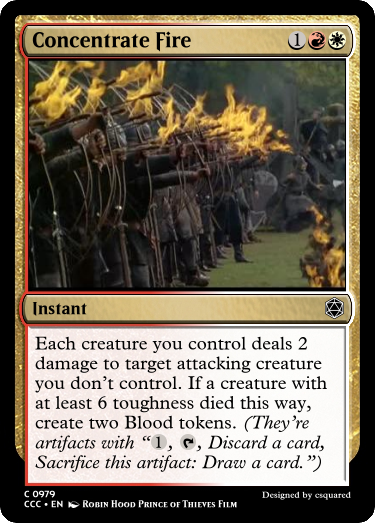 Concentrate Fire 1
Instant
Each creature you control deals 2
damage to target attacking creature
you don't control. If a creature with
at least 6 toughness died this way,
create two Blood tokens. (They're
artifacts with “1, , Discard a card,
Sacrifice this artifact: Draw a card.”)
C 0979
CCC • EN Robin Hood Prince of Thieves Film
Designed by csquared